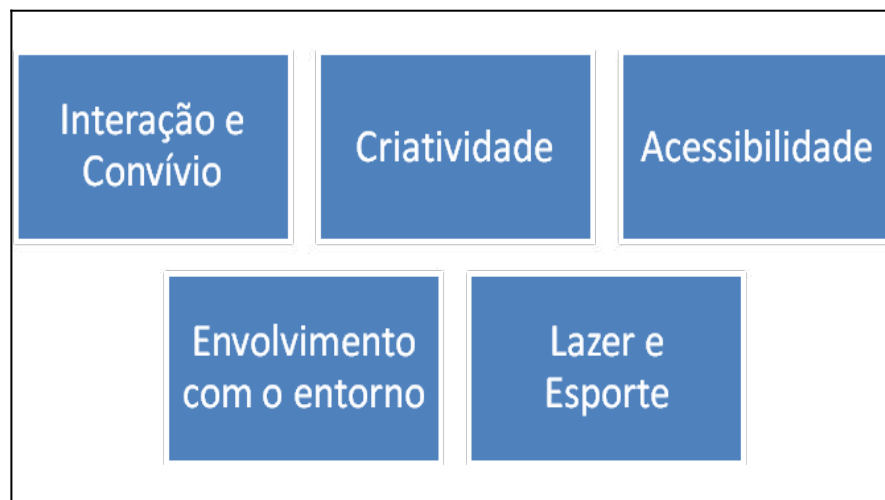 Interação e
Convívio
Criatividade
Acessibilidade
Envolvimento
com o entorno
Lazer e
Esporte